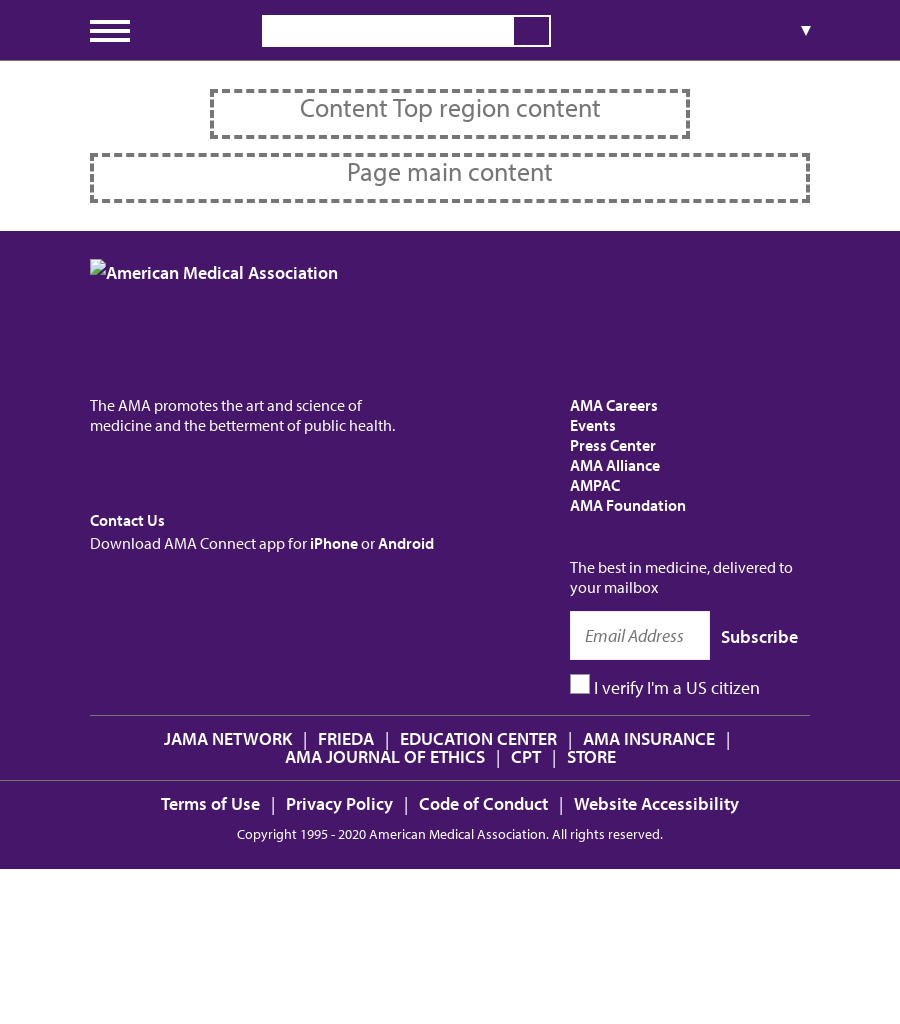 ▼
Content Top region content
Page main content
American Medical Association
The AMA promotes the art and science of
medicine and the betterment of public health.
Contact Us
Download AMA Connect app for iPhone or Android
AMA Careers
Events
Press Center
AMA Alliance
AMPAC
AMA Foundation
The best in medicine, delivered to
your mailbox
Email Address Subscribe
I verify I'm a US citizen
JAMA NETWORK | FRIEDA | EDUCATION CENTER | AMA INSURANCE |
AMA JOURNAL OF ETHICS | CPT | STORE
Terms of Use | Privacy Policy | Code of Conduct | Website Accessibility
Copyright 1995 - 2020 American Medical Association. All rights reserved.